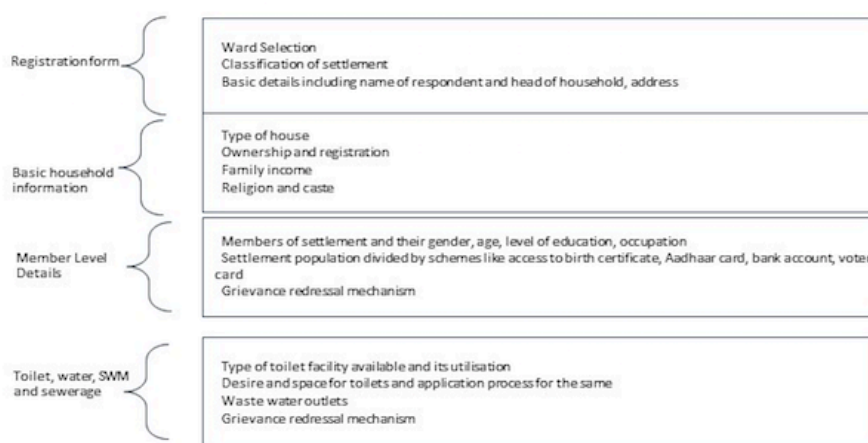 Registration form
Ward Selection
Classification of settlement
Basic details including name of respondent and head of household, address
Basic household
information
Type of house
Ownership and registration
Family income
Religion and caste
Member Level
Details
Members of settlement and their gender, age, level of education, occupation
Settlement population divided by schemes like access to birth certificate, Aadhaar card, bank account, voter
card
Grievance redressal mechanism
Toilet, water, SWM
and sewerage
Type of toilet facility available and its utilisation
Desire and space for toilets and application process for the same
Waste water outlets
Grievance redressal mechanism